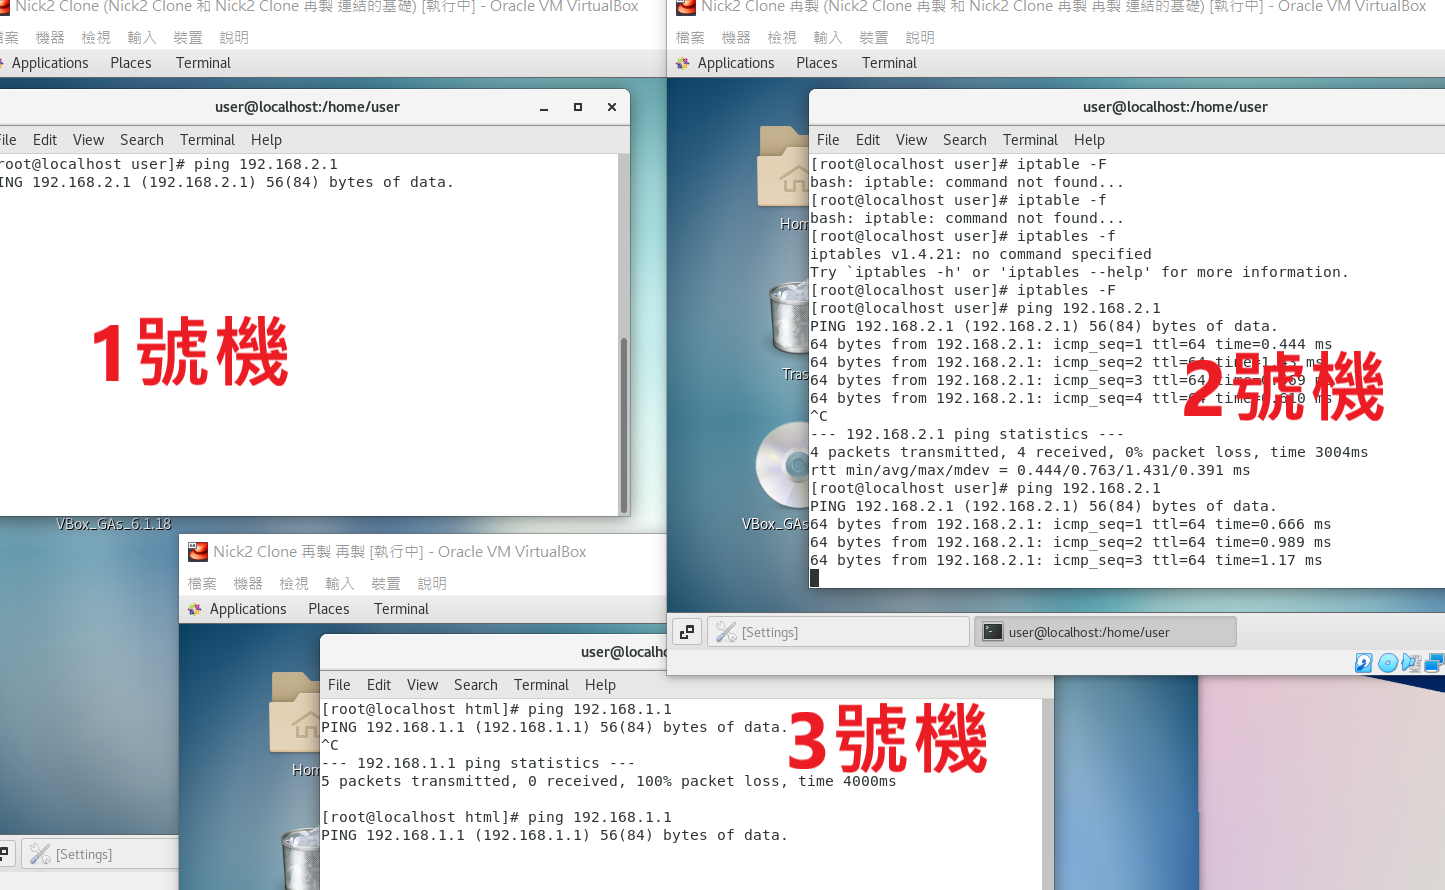 Nick2 Clone (Nick2 Clone 和 Nick2 Clone 再製 連結的基礎) [執行中] - Oracle VM VirtualBox
檔案 機器 檢視 輸入 裝置 說明
Applications Places Terminal
user@localhost:/home/user
File Edit View Search Terminal Help
root@localhost user]# ping 192.168.2.1
ING 192.168.2.1 (192.168.2.1) 56(84) bytes of data.
1號機
VBox_GAs_6.1.18
[Settings]
Nick2 Clone 再製 (Nick2 Clone 再製 和 Nick2 Clone 再製 再製 連結的基礎) [執行中] - Oracle VM VirtualBox
檔案 機器 檢視 輸入 裝置 說明
Applications Places Terminal
user@localhost:/home/user
File Edit View Search Terminal Help
[root@localhost user]# iptable -F
bash: iptable: command not found...
[root@localhost user]# iptable -f
bash: iptable: command not found...
[root@localhost user]# iptables -f
iptables v1.4.21: no command specified
Try `iptables -h' or 'iptables --help' for more information.
[root@localhost user]# iptables -F
[root@localhost user]# ping 192.168.2.1
PING 192.168.2.1 (192.168.2.1) 56(84) bytes of data.
64 bytes from 192.168.2.1: icmp_seq=1 ttl=64 time=0.444 ms
64 bytes from 192.168.2.1: icmp_seq=2 ttl=64 ms
64 bytes from 192.168.2.1: icmp_seq=3 ttl=64
64 bytes from 192.168.2.1: icmp_seq=4 ttl=64 ms
^C
--- 192.168.2.1 ping statistics ---
4 packets transmitted, 4 received, 0% packet loss, time 3004ms
rtt min/avg/max/mdev = 0.444/0.763/1.431/0.391 ms
[root@localhost user]# ping 192.168.2.1
PING 192.168.2.1 (192.168.2.1) 56(84) bytes of data.
64 bytes from 192.168.2.1: icmp_seq=1 ttl=64 time=0.666 ms
64 bytes from 192.168.2.1: icmp_seq=2 ttl=64 time=0.989 ms
64 bytes from 192.168.2.1: icmp_seq=3 ttl=64 time=1.17 ms
2號機
Hom
Tras
VBox_GAs
[Settings]
user@localhost:/home/user
Nick2 Clone 再製 再製 [執行中] - Oracle VM VirtualBox
檔案 機器 檢視 輸入 裝置 說明
Applications Places Terminal
user@localho
File Edit View Search Terminal Help
[root@localhost html]# ping 192.168.1.1
PING 192.168.1.1 (192.168.1.1) 56(84) bytes of data.
^C
--- 192.168.1.1 ping statistics ---
5 packets transmitted, 0 received, 100% packet loss, time 4000ms
[root@localhost html]# ping 192.168.1.1
PING 192.168.1.1 (192.168.1.1) 56(84) bytes of data.
3號機
Hom